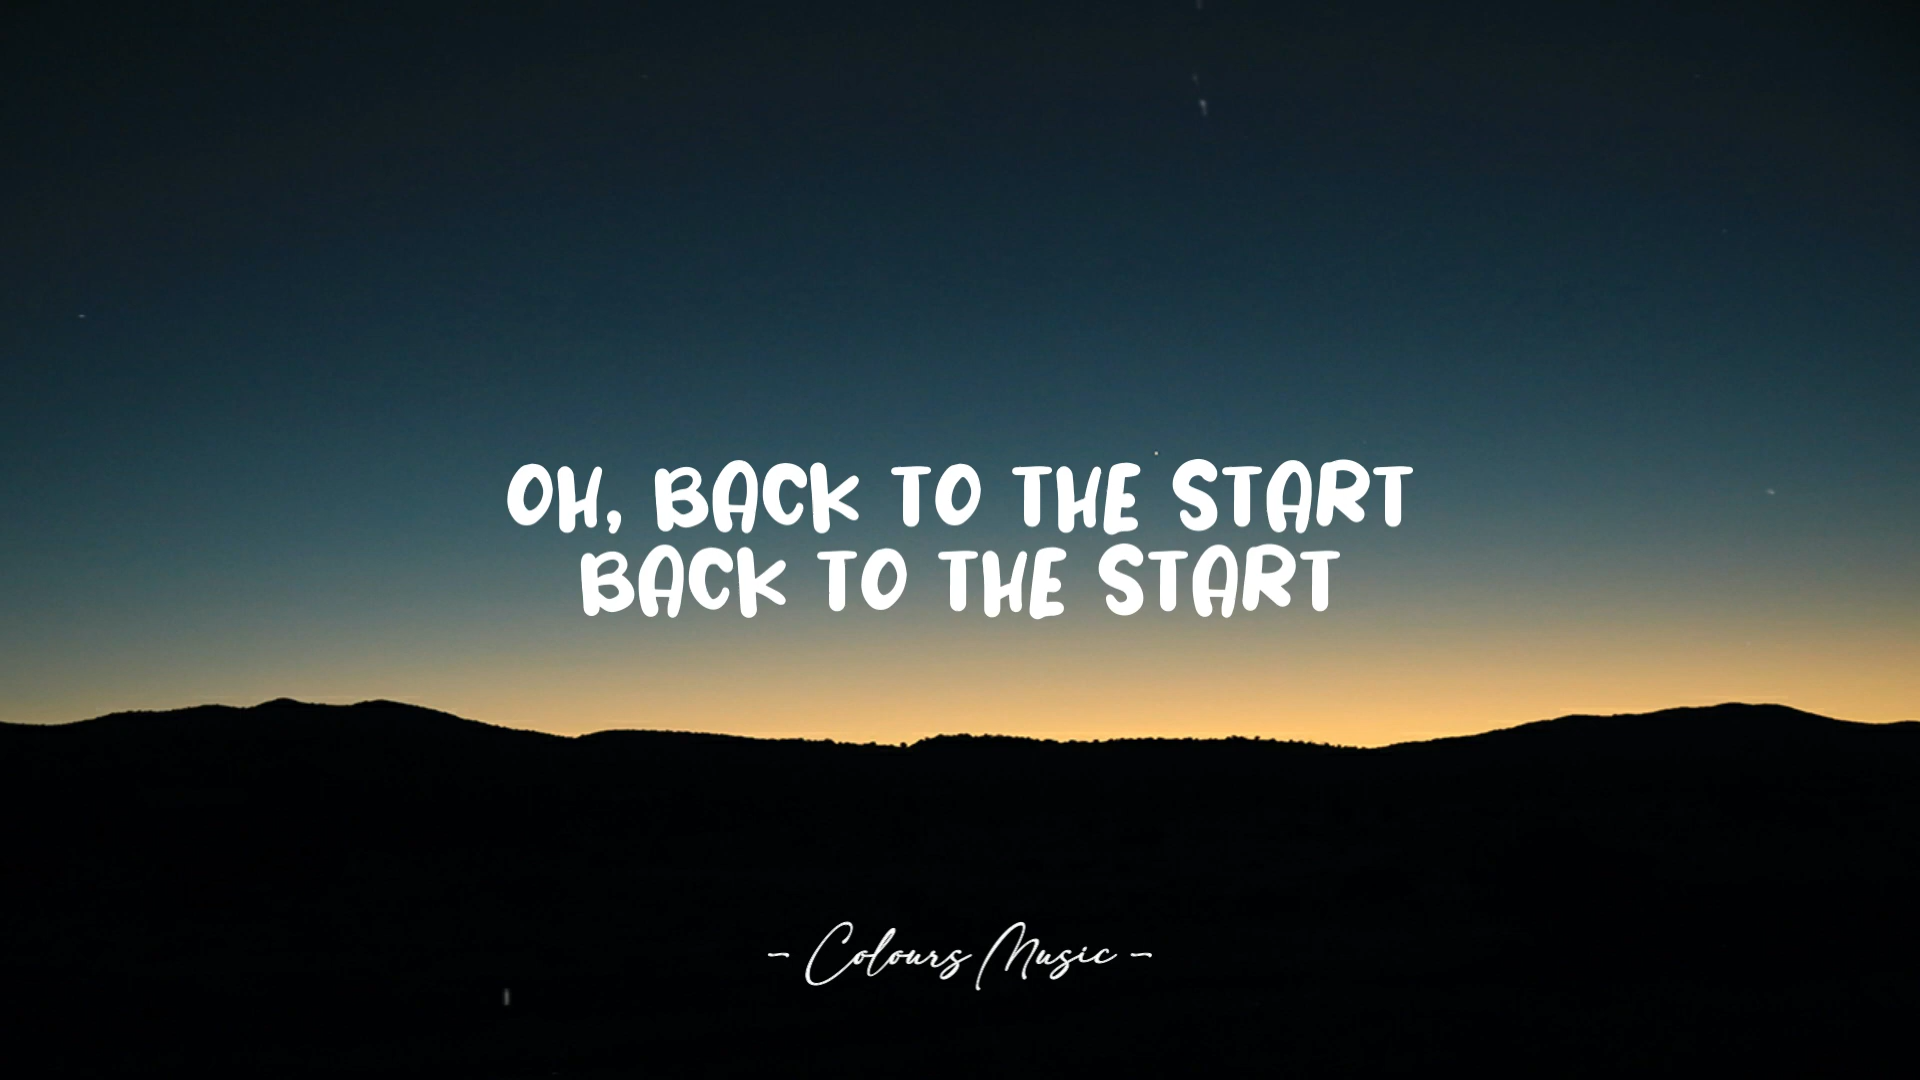 OH, BACK TO THE START
BACK TO THE START
- Colours Music -